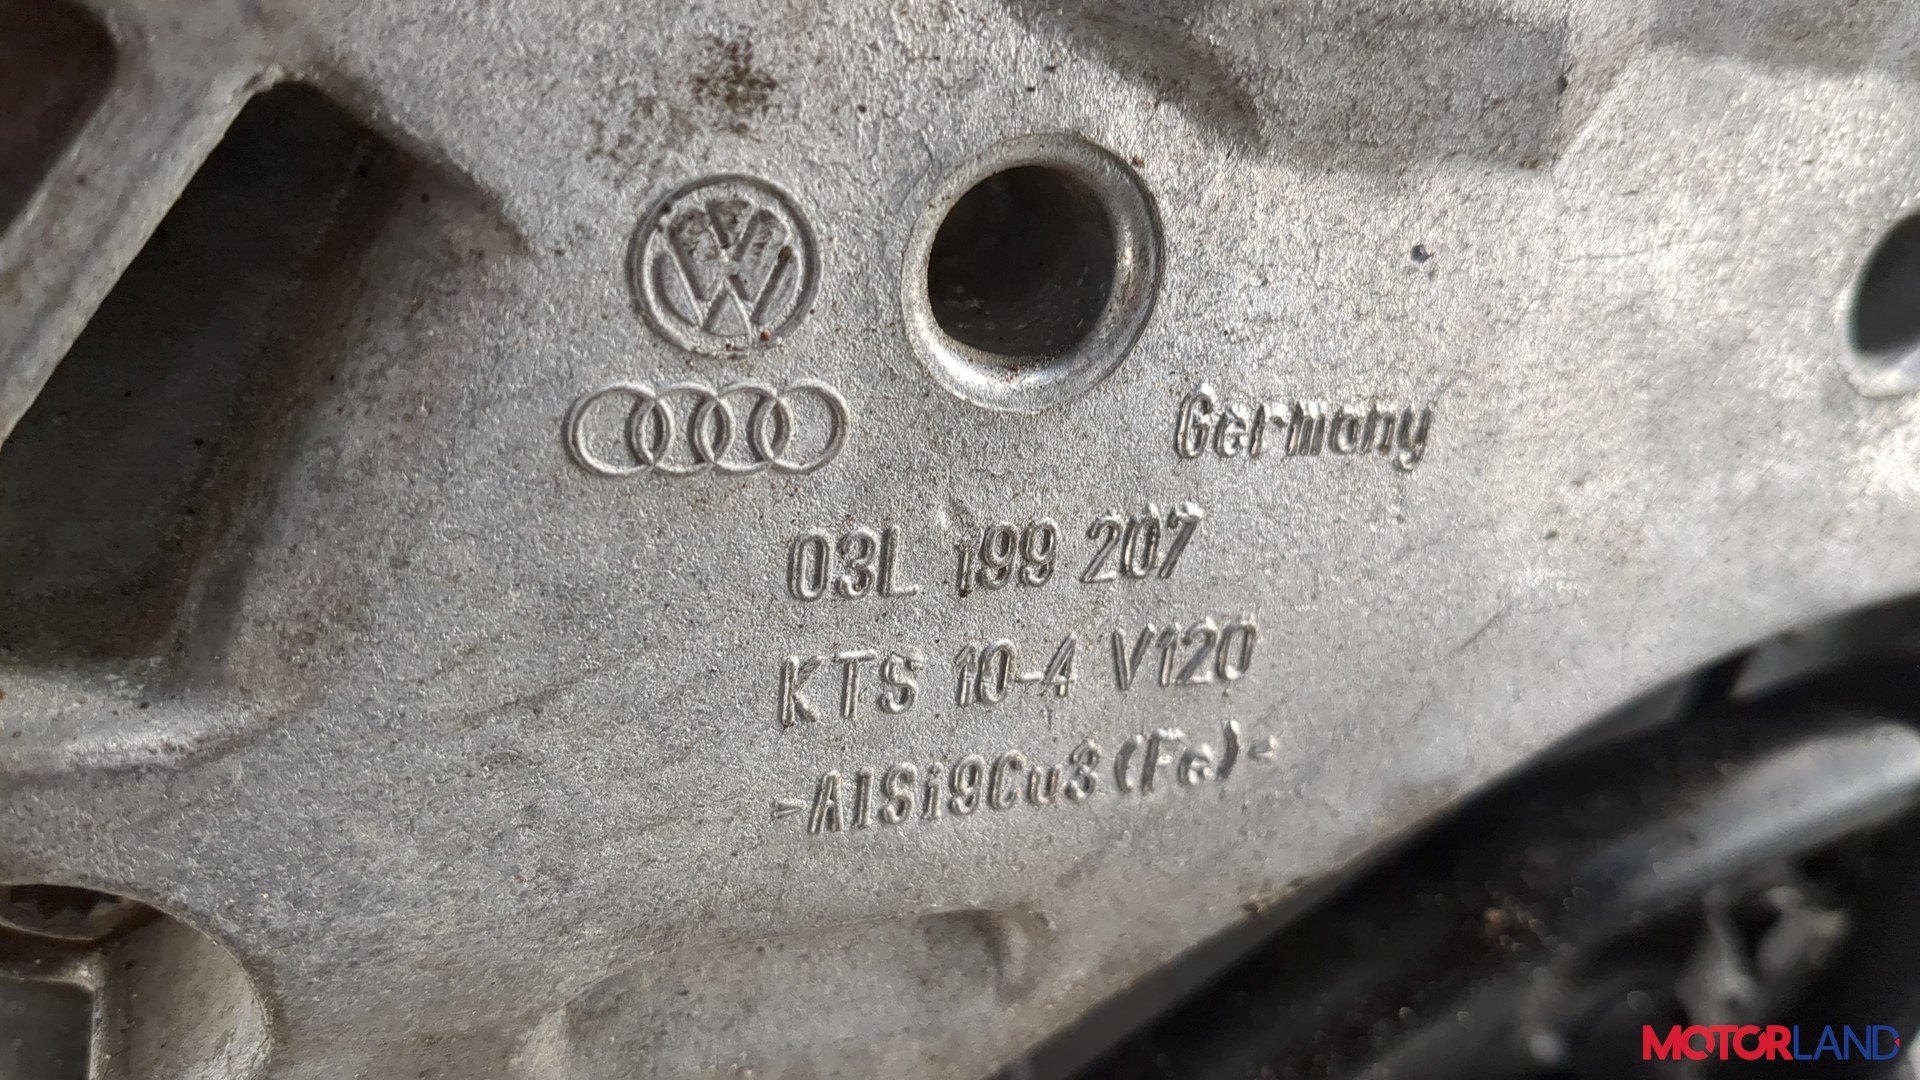 Germany
03L 199 207
KTS 10-4 V120
>AlSi9Cu3(Fe)<
MOTORLAND